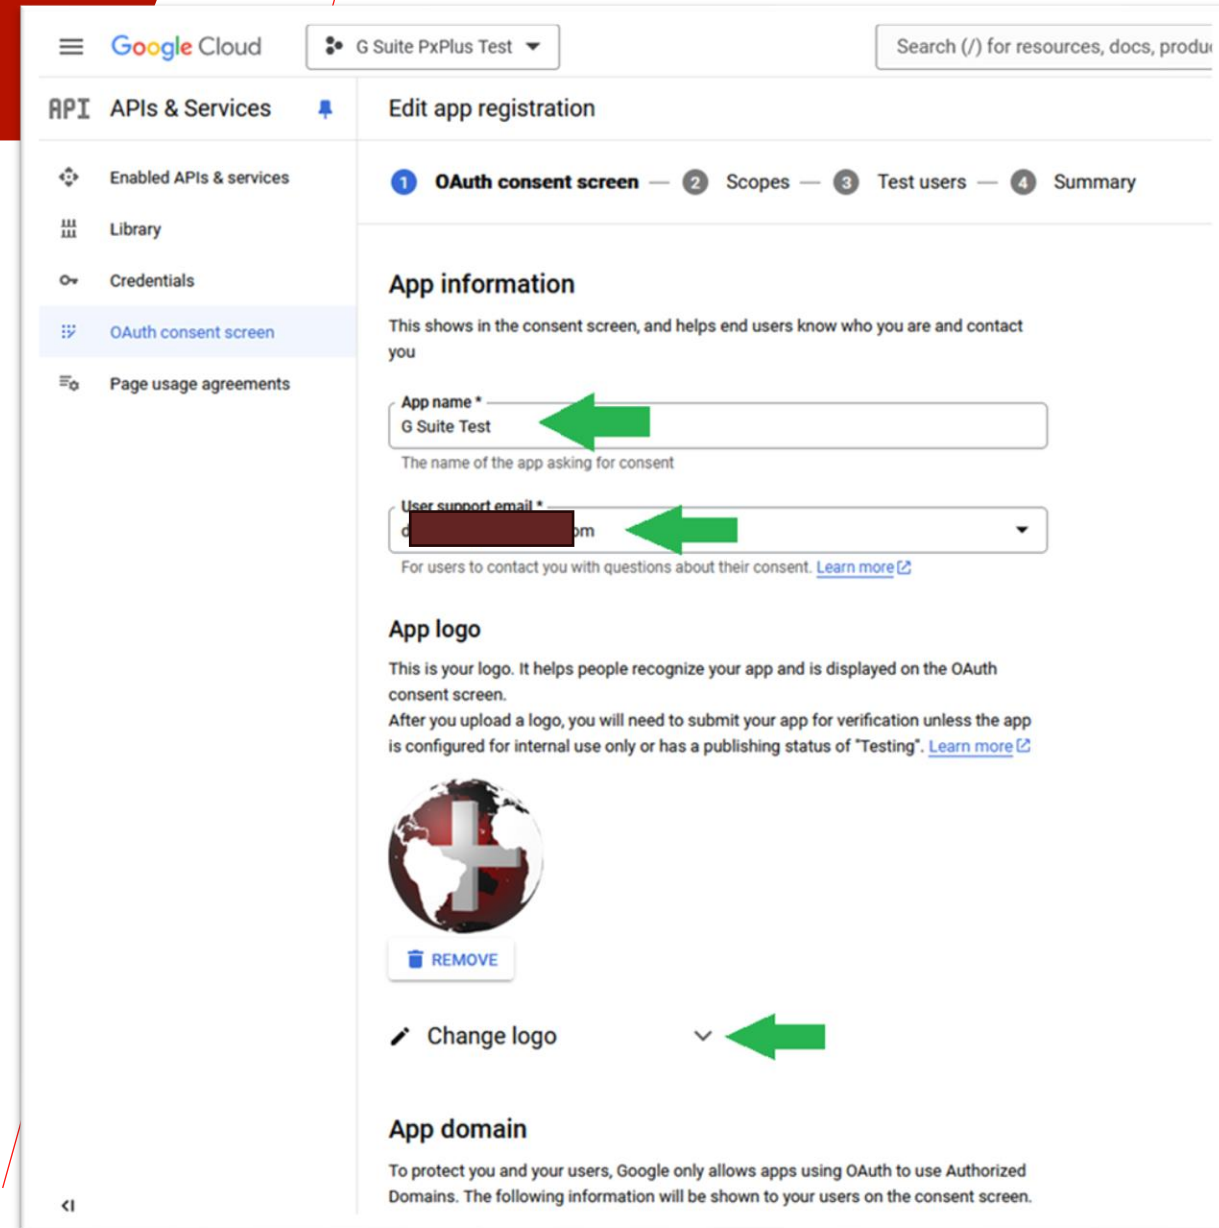 Google Cloud
G Suite PxPlus Test
Search (/) for resources, docs,
API APIs & Services
Edit app registration
Enabled APIs & services
Library
Credentials
OAuth consent screen
Page usage agreements
1 OAuth consent screen — 2 Scopes — 3 Test users — 4 Summary
App information
This shows in the consent screen, and helps end users know who you are and contact
you
App name *
G Suite Test
The name of the app asking for consent
User support email *
For users to contact you with questions about their consent. Learn more
App logo
This is your logo. It helps people recognize your app and is displayed on the OAuth
consent screen.
After you upload a logo, you will need to submit your app for verification unless the app
is configured for internal use only or has a publishing status of "Testing". Learn more
REMOVE
Change logo
App domain
To protect you and your users, Google only allows apps using OAuth to use Authorized
Domains. The following information will be shown to your users on the consent screen.